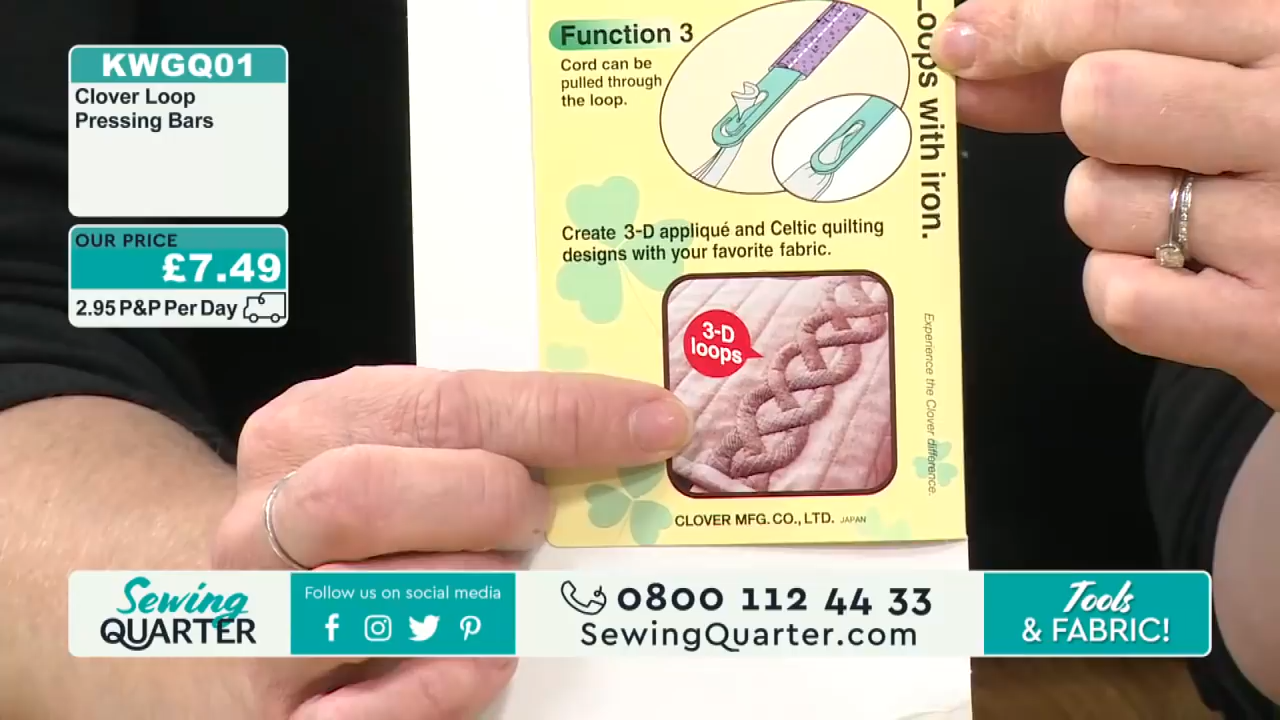 KWGQ01
Clover Loop
Pressing Bars
OUR PRICE
£7.49
2.95 P&P Per Day
Function 3
Cord can be
pulled through
the loop.
Loops with iron.
Create 3-D appliqué and Celtic quilting
designs with your favorite fabric.
3-D
loops
Experience the Clover difference.
CLOVER MFG. CO., LTD. JAPAN
Sewing
QUARTER
Follow us on social media
0800 112 44 33
SewingQuarter.com
Tools
& FABRIC!